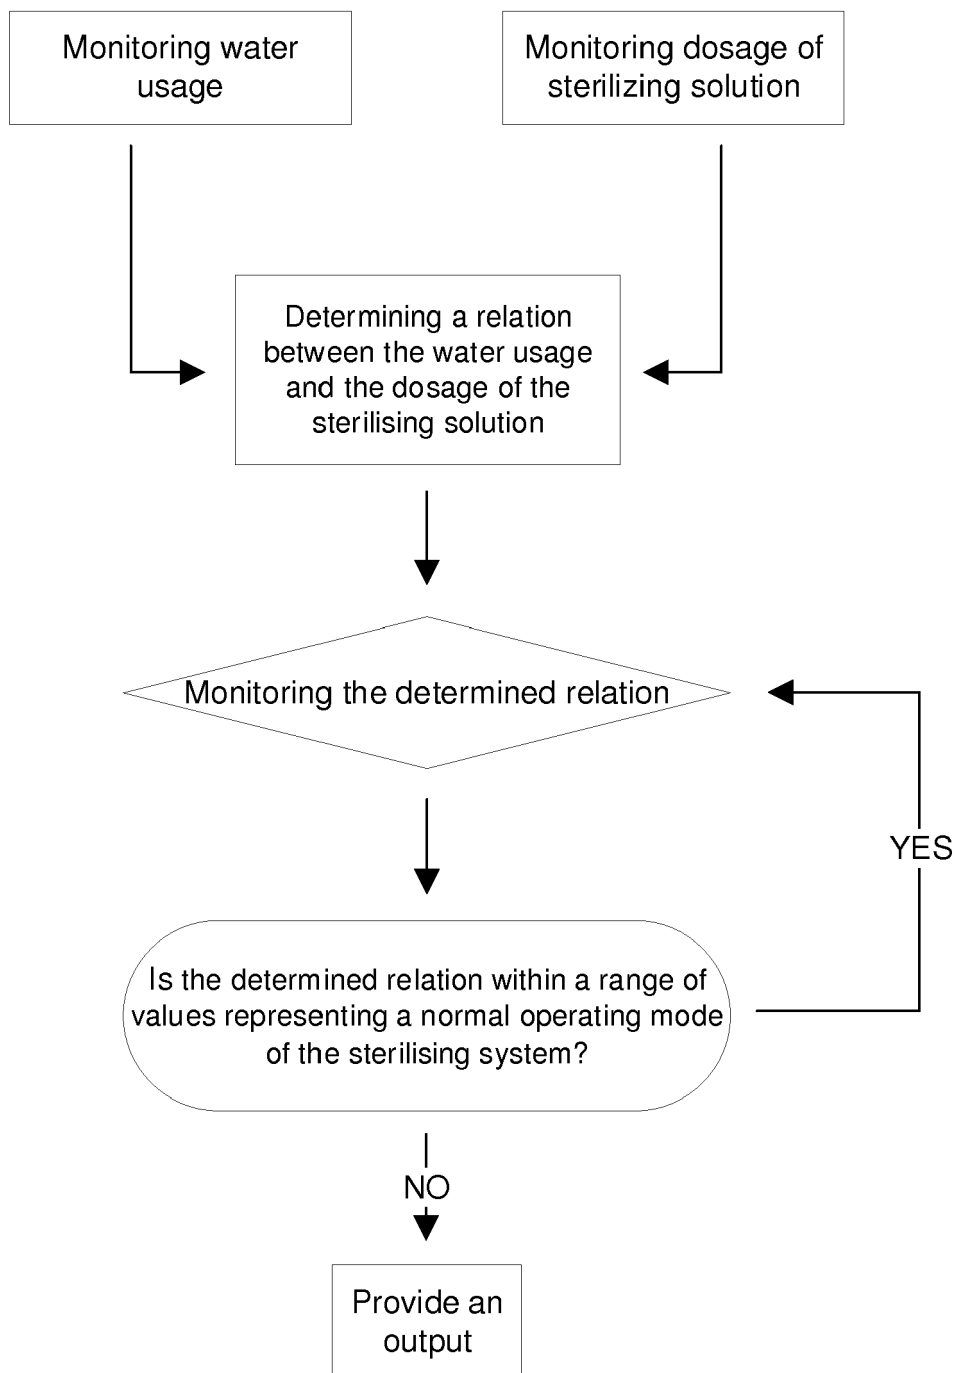 Monitoring water
usage
Monitoring dosage of
sterilizing solution
Determining a relation
between the water usage
and the dosage of the
sterilising solution
Monitoring the determined relation
YES
Is the determined relation within a range of
values representing a normal operating mode
of the sterilising system?
NO
Provide an
output